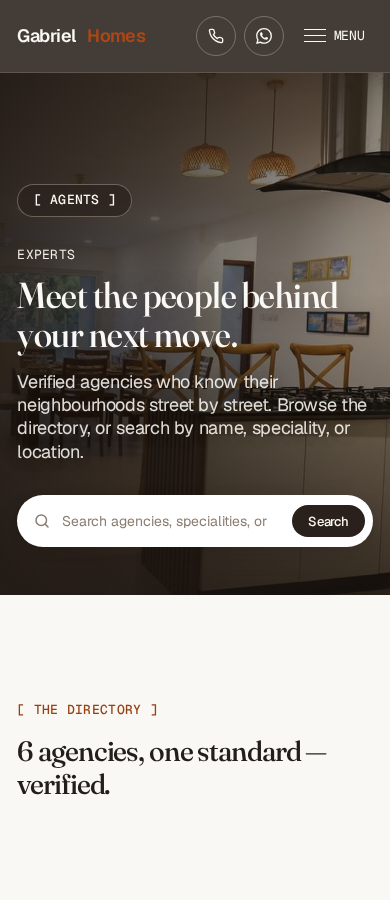 Gabriel Homes
MENU
[ AGENTS ]
EXPERTS
Meet the people behind
your next move.
Verified agencies who know their
neighbourhoods street by street. Browse the
directory, or search by name, speciality, or
location.
Search agencies, specialities, or
Search
[ THE DIRECTORY ]
6 agencies, one standard —
verified.